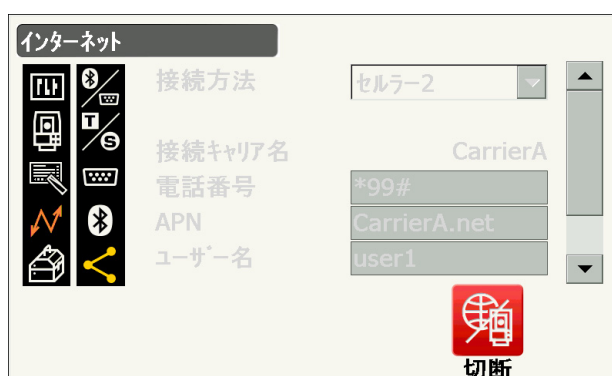 インターネット
接続方法 セルラー2
T/S
接続キャリア名 CarrierA
電話番号 *99#
APN CarrierA.net
ユーザー名 user1
切断